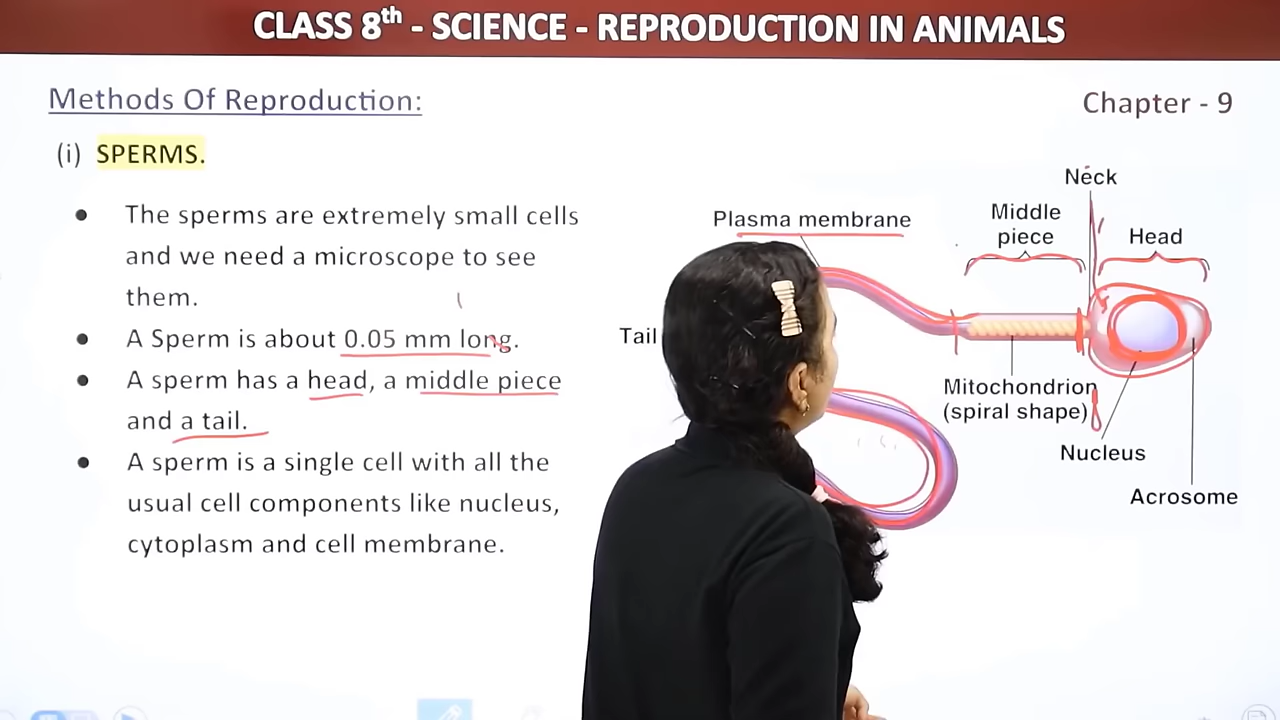 CLASS 8th - SCIENCE - REPRODUCTION IN ANIMALS
Methods Of Reproduction:
Chapter - 9
(i) SPERMS.
● The sperms are extremely small cells
and we need a microscope to see
them.
● A Sperm is about 0.05 mm long.
● A sperm has a head, a middle piece
and a tail.
● A sperm is a single cell with all the
usual cell components like nucleus,
cytoplasm and cell membrane.
Neck
Plasma membrane
Middle
piece
Head
Tail
Mitochondrion
(spiral shape)
Nucleus
Acrosome